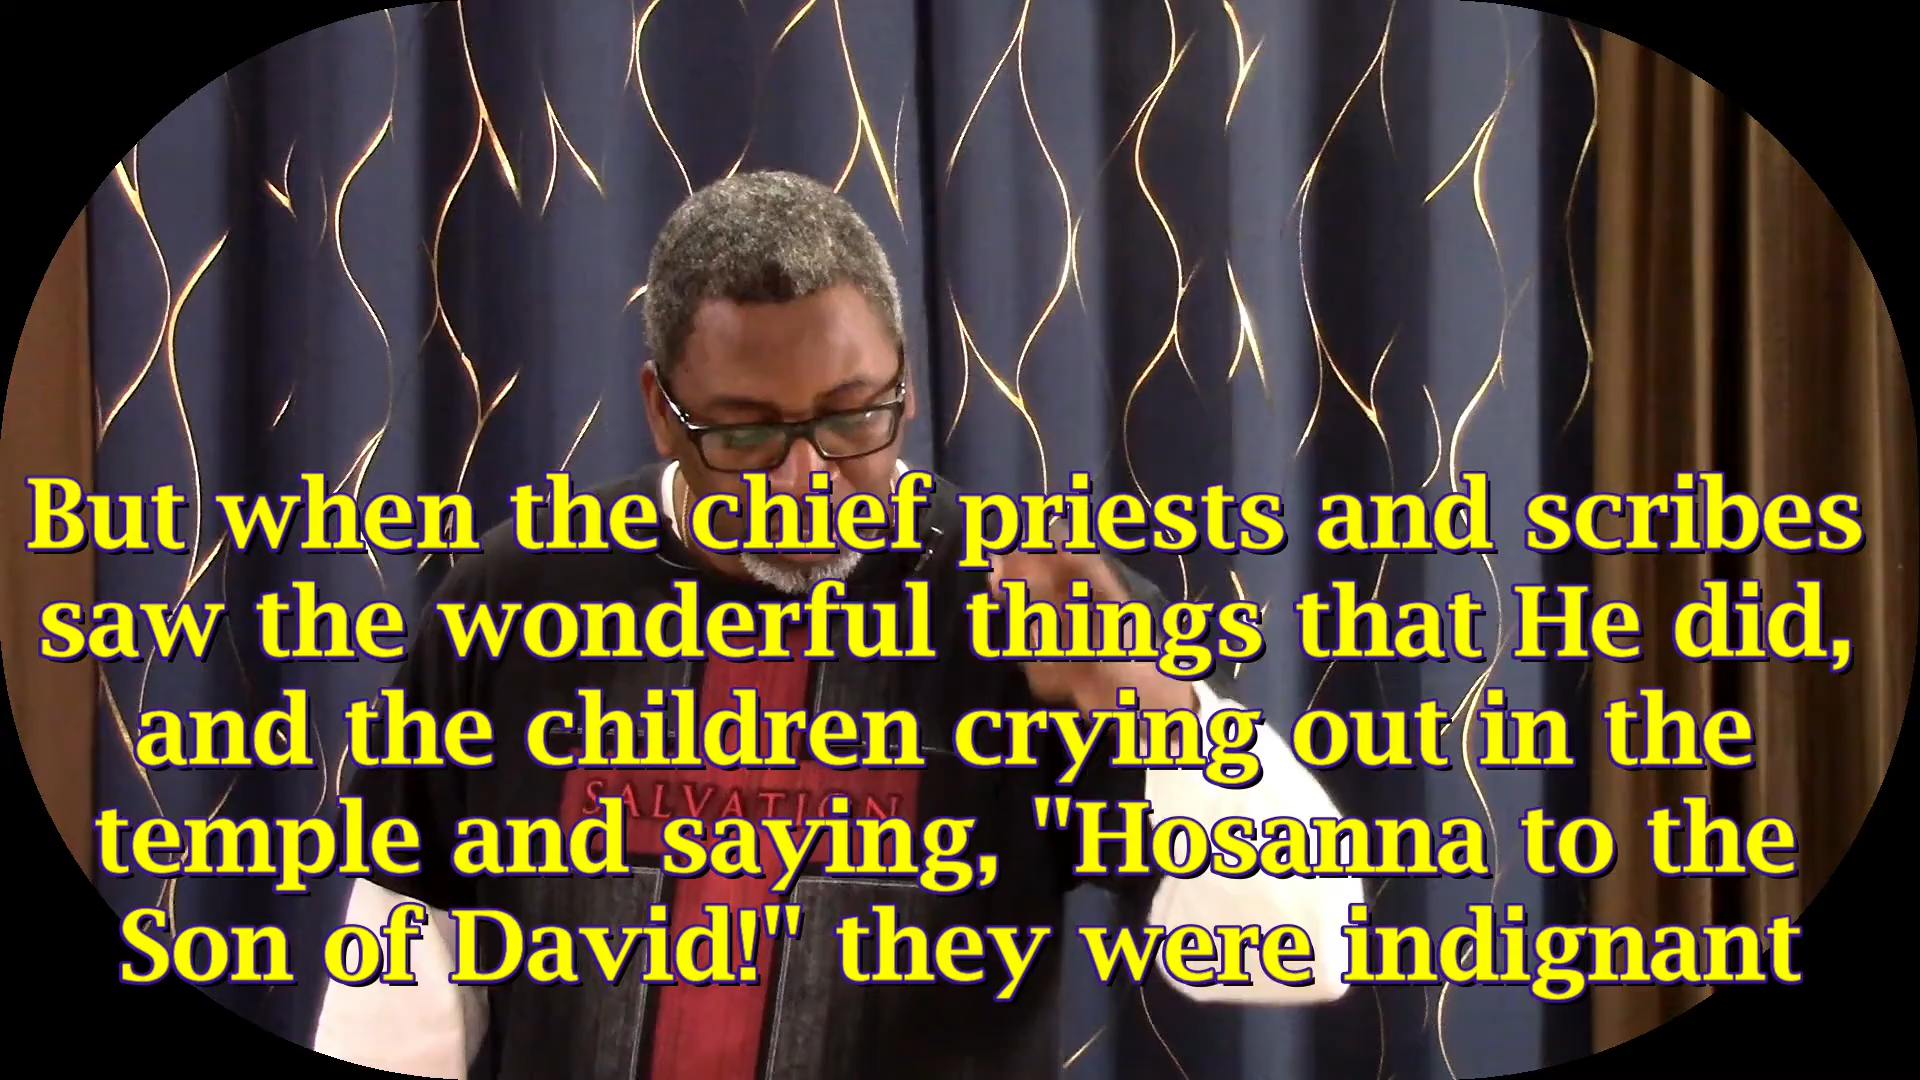 But when the chief priests and scribes
saw the wonderful things that He did,
and the children crying out in the
temple and saying, "Hosanna to the
Son of David!" they were indignant
SALVATION